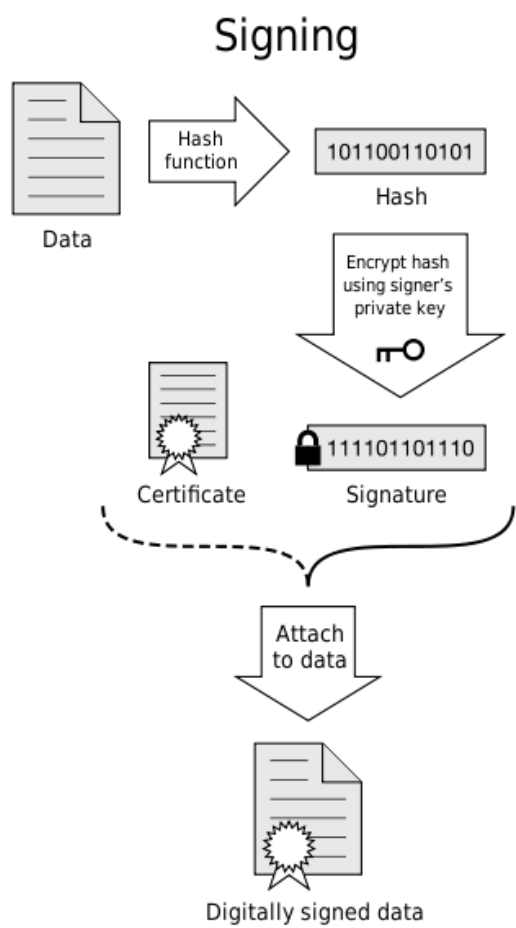 Signing
Hash
function
101100110101
Hash
Data
Encrypt hash
using signer's
private key
111101101110
Certificate
Signature
Attach
to data
Digitally signed data